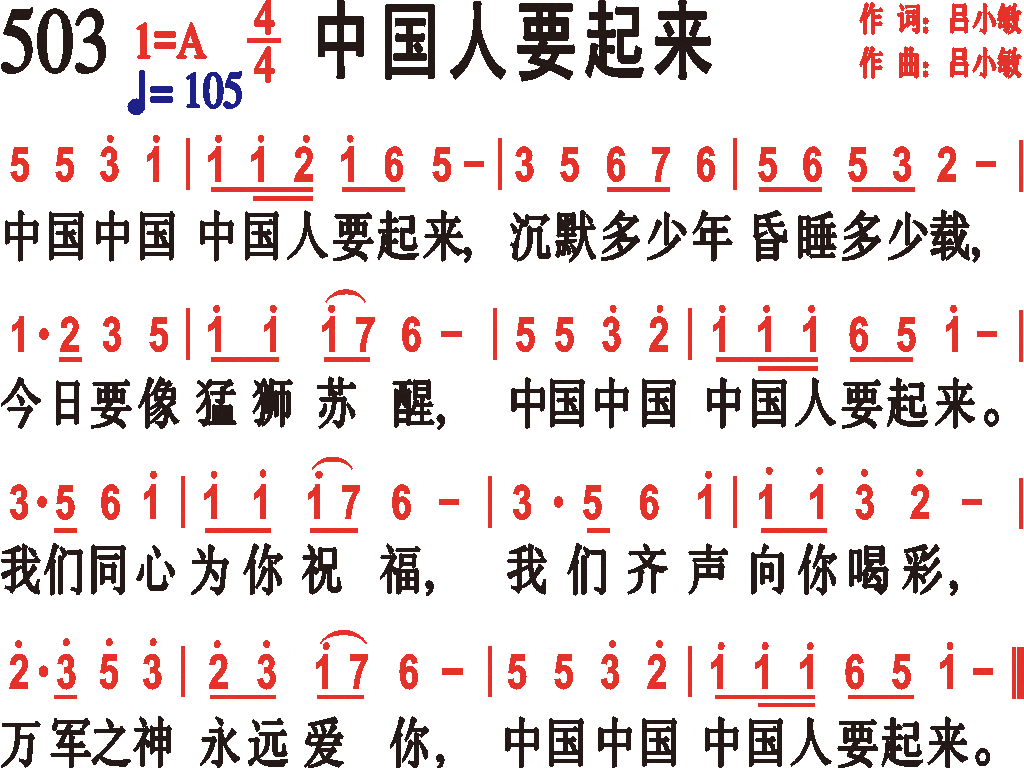 503 1=A 4/4 中国人要起来 作 词：吕小敏
♩= 105 作 曲：吕小敏
5 5 3̇ 1̇ | 1̇ 1̇ 2̇ 1̇ 6 5 – | 3 5 6 7 6 | 5 6 5 3 2 – |
中国中国 中国人要起来, 沉默多少年 昏睡多少载,
1·2 3 5 | 1̇ 1̇ 1̇ 7 6 – | 5 5 3̇ 2̇ | 1̇ 1̇ 1̇ 6 5 1̇ – |
今日要像 猛狮苏 醒, 中国中国 中国人要起来。
3·5 6 1̇ | 1̇ 1̇ 1̇ 7 6 – | 3 · 5 6 1̇ | 1̇ 1̇ 3̇ 2̇ – |
我们同心 为你祝 福, 我们齐声 向你喝彩,
2̇·3̇ 5̇ 3̇ | 2̇ 3̇ 1̇ 7 6 – | 5 5 3̇ 2̇ | 1̇ 1̇ 1̇ 6 5 1̇ – ‖
万军之神 永远爱 你, 中国中国 中国人要起来。